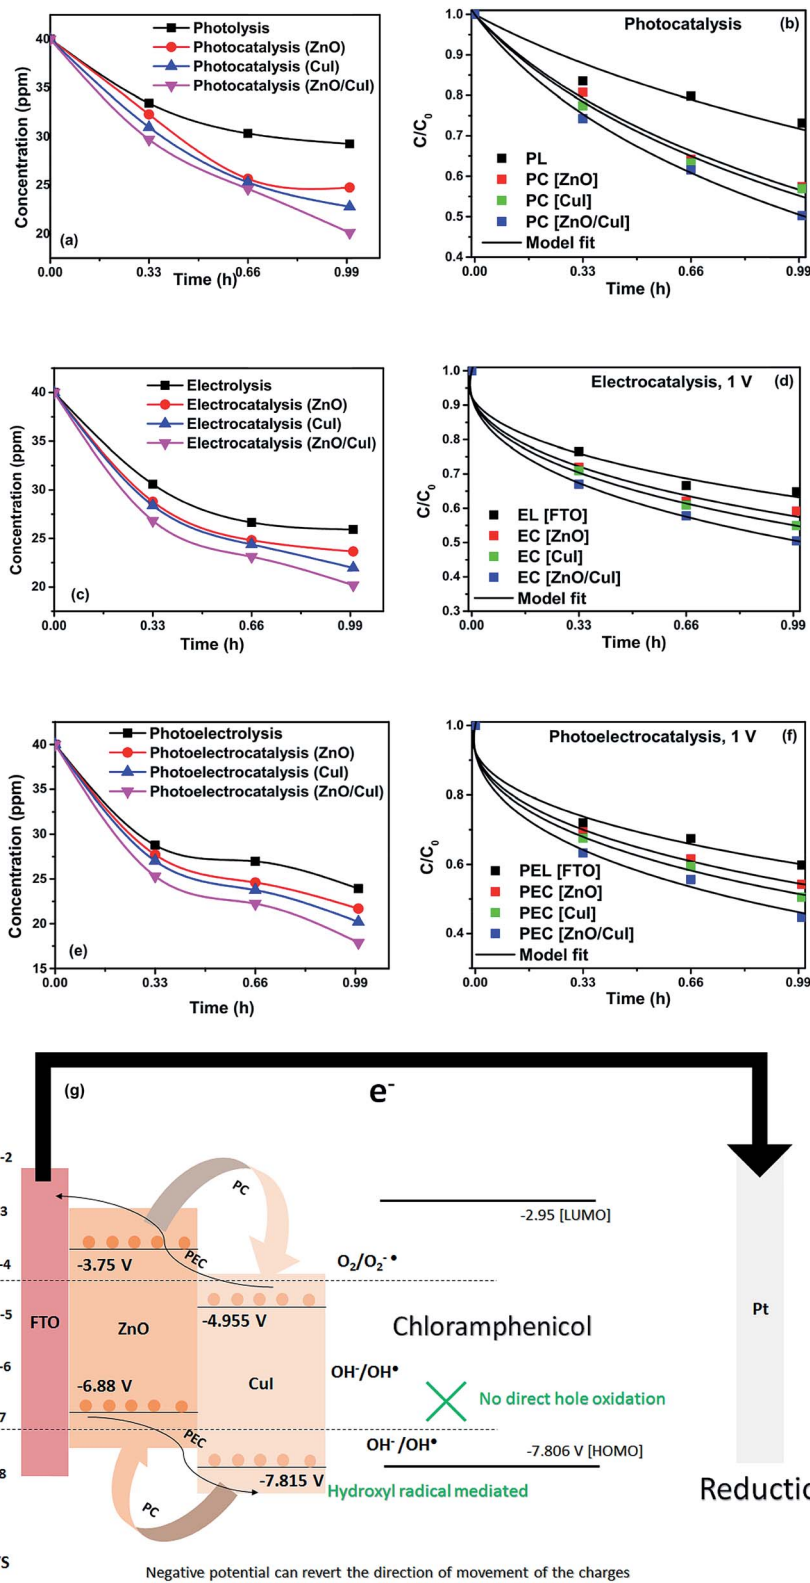 Photolysis
Photocatalysis (ZnO)
Photocatalysis (CuI)
Photocatalysis (ZnO/CuI)
Concentration (ppm)
40
35
30
25
20
(a)
0.00
0.33
0.66
0.99
Time (h)
Photocatalysis
(b)
C/C₀
1.0
0.9
0.8
0.7
0.6
0.5
0.4
PL
PC [ZnO]
PC [CuI]
PC [ZnO/CuI]
Model fit
0.00
0.33
0.66
0.99
Time (h)
Electrolysis
Electrocatalysis (ZnO)
Electrocatalysis (CuI)
Electrocatalysis (ZnO/CuI)
Concentration (ppm)
40
35
30
25
20
(c)
0.00
0.33
0.66
0.99
Time (h)
Electrocatalysis, 1 V
(d)
C/C₀
1.0
0.9
0.8
0.7
0.6
0.5
0.4
0.3
EL [FTO]
EC [ZnO]
EC [CuI]
EC [ZnO/CuI]
Model fit
0.00
0.33
0.66
0.99
Time (h)
Photoelectrolysis
Photoelectrocatalysis (ZnO)
Photoelectrocatalysis (CuI)
Photoelectrocatalysis (ZnO/CuI)
Concentration (ppm)
40
35
30
25
20
15
(e)
0.00
0.33
0.66
0.99
Time (h)
Photoelectrocatalysis, 1 V
(f)
C/C₀
1.0
0.8
0.6
0.4
PEL [FTO]
PEC [ZnO]
PEC [CuI]
PEC [ZnO/CuI]
Model fit
0.00
0.33
0.66
0.99
Time (h)
(g)
e⁻
-2
-3
-4
-5
-6
-7
-8
PC
-2.95 [LUMO]
PEC
O₂/O₂⁻•
-3.75 V
-4.955 V
FTO
ZnO
CuI
Chloramphenicol
Pt
OH⁻/OH•
-6.88 V
No direct hole oxidation
PEC
OH⁻/OH•
-7.806 V [HOMO]
-7.815 V
Hydroxyl radical mediated
PC
Reductio
Negative potential can revert the direction of movement of the charges